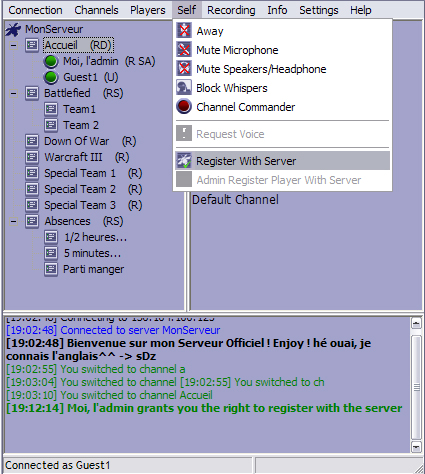 Connection Channels Players Self Recording Info Settings Help
MonServeur
Accueil (RD)
Moi, l'admin (R SA)
Guest1 (U)
Battlefied (RS)
Team1
Team 2
Down Of War (R)
Warcraft III (R)
Special Team 1 (R)
Special Team 2 (R)
Special Team 3 (R)
Absences (RS)
1/2 heures...
5 minutes...
Parti manger
Away
Mute Microphone
Mute Speakers/Headphone
Block Whispers
Channel Commander
Request Voice
Register With Server
Admin Register Player With Server
Default Channel
[19:02:48] Connecting to
[19:02:48] Connected to server MonServeur
[19:02:48] Bienvenue sur mon Serveur Officiel ! Enjoy ! hé ouai, je
connais l'anglais^^ -> sDz
[19:02:55] You switched to channel a
[19:03:04] You switched to channel [19:02:55] You switched to ch
[19:03:10] You switched to channel Accueil
[19:12:14] Moi, l'admin grants you the right to register with the server
Connected as Guest1